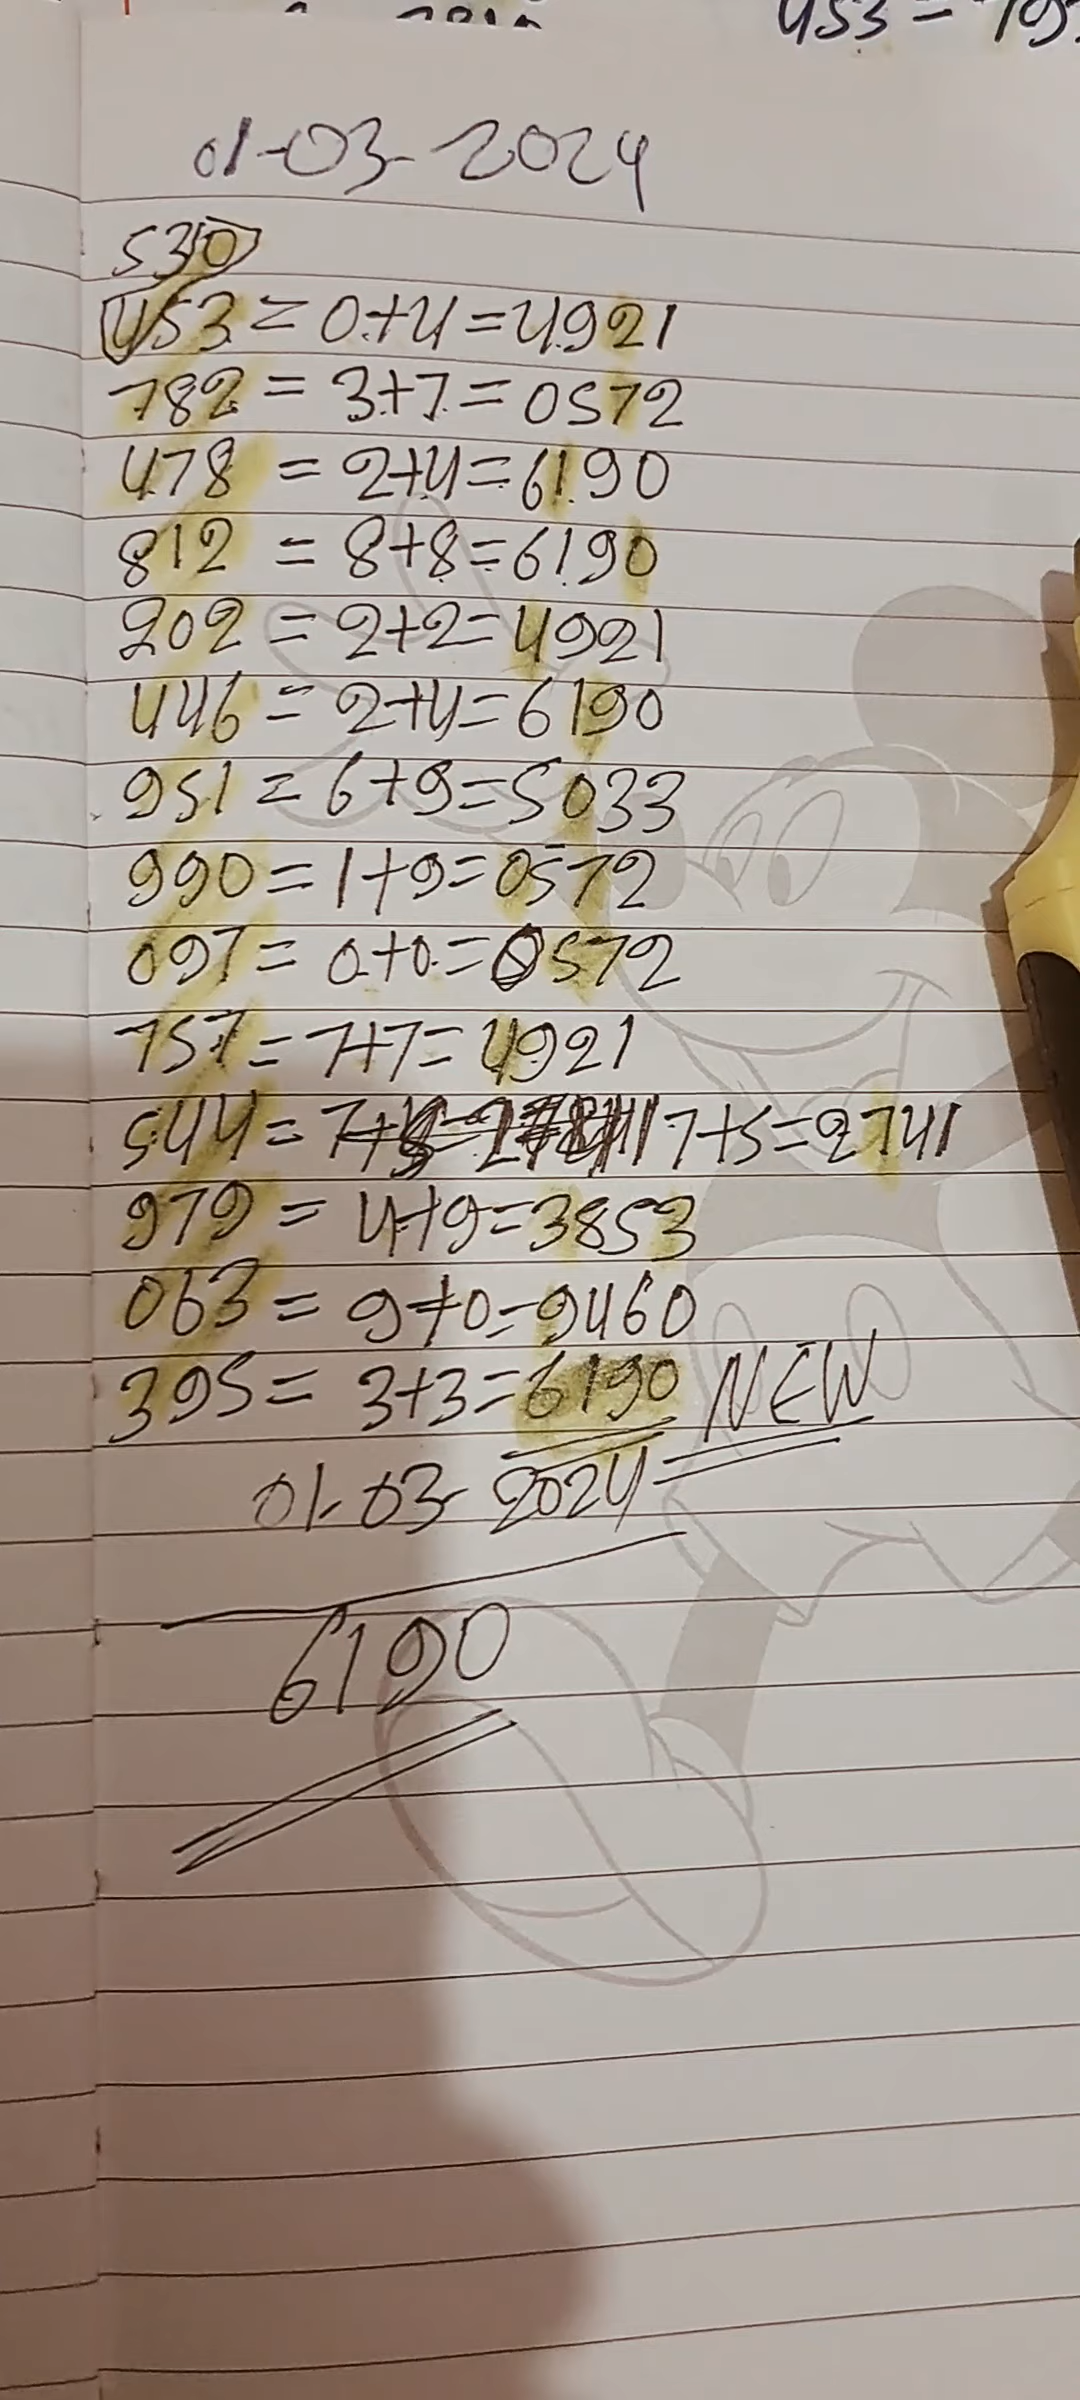 453 = 793
01-03-2024
530
453 = 0+4 = 4921
782 = 3+7 = 0572
478 = 2+4 = 6190
812 = 8+8 = 6190
202 = 2+2 = 4921
446 = 2+4 = 6190
951 = 6+9 = 5033
990 = 1+9 = 0572
097 = 0+0 = 0572
757 = 7+7 = 4921
544 = 7+5 = 2741
979 = 4+9 = 3853
063 = 9+0 = 9460
395 = 3+3 = 6190 NEW
01-03-2024
6190